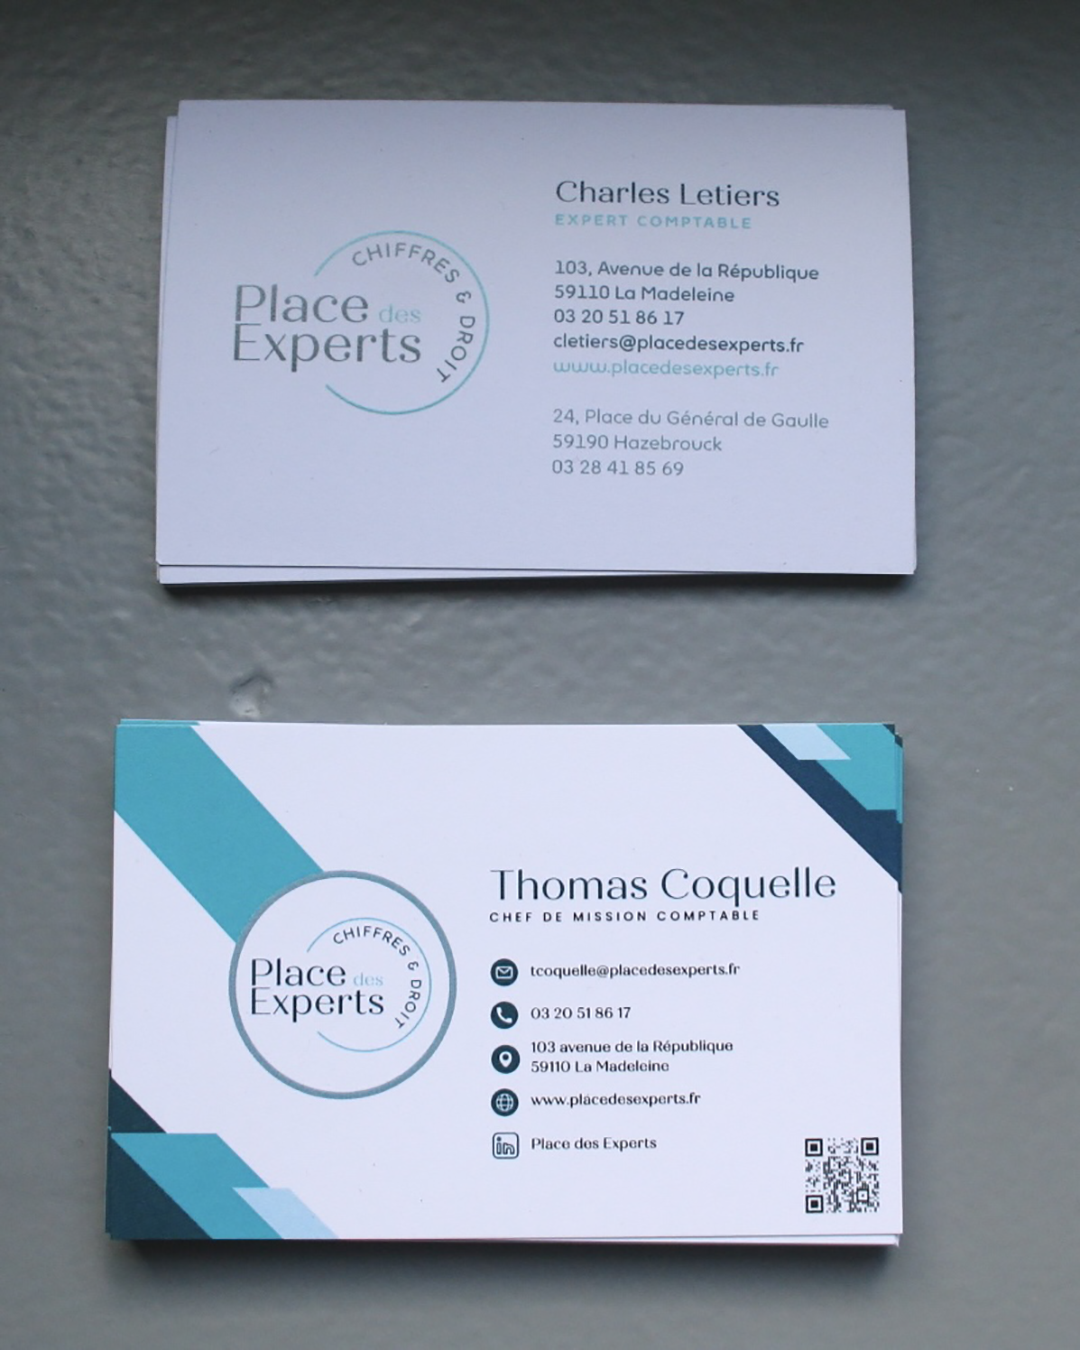 Place des
Experts
CHIFFRES & DROIT
Charles Letiers
EXPERT COMPTABLE
103, Avenue de la République
59110 La Madeleine
03 20 51 86 17
cletiers@placedesexperts.fr
www.placedesexperts.fr
24, Place du Général de Gaulle
59190 Hazebrouck
03 28 41 85 69
Place des
Experts
CHIFFRES & DROIT
Thomas Coquelle
CHEF DE MISSION COMPTABLE
tcoquelle@placedesexperts.fr
03 20 51 86 17
103 avenue de la République
59110 La Madeleine
www.placedesexperts.fr
in Place des Experts